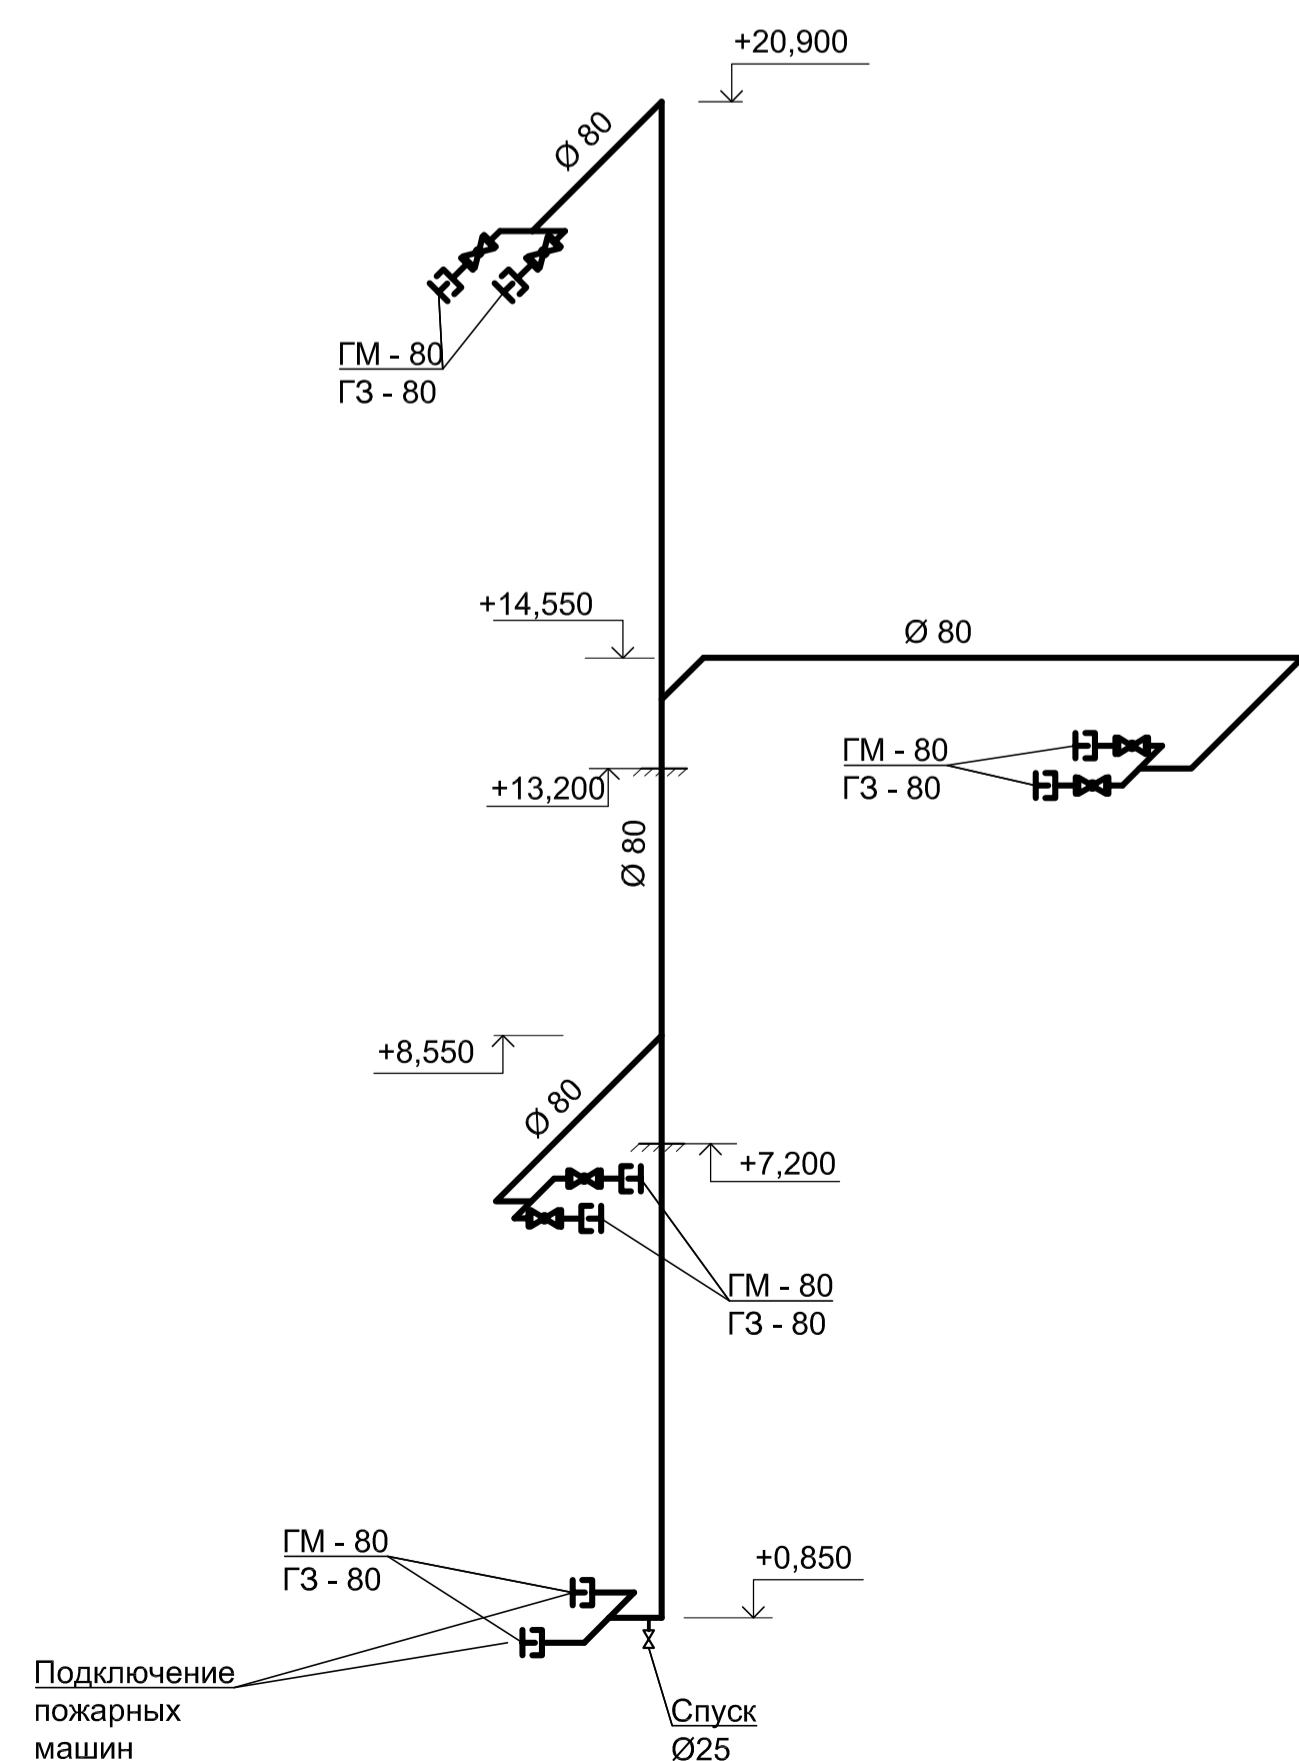 +20,900
Ø 80
ГМ - 80
ГЗ - 80
+14,550
Ø 80
ГМ - 80
ГЗ - 80
+13,200
Ø 80
+8,550
Ø 80
+7,200
ГМ - 80
ГЗ - 80
ГМ - 80
ГЗ - 80
+0,850
Подключение
пожарных
машин
Спуск
Ø25